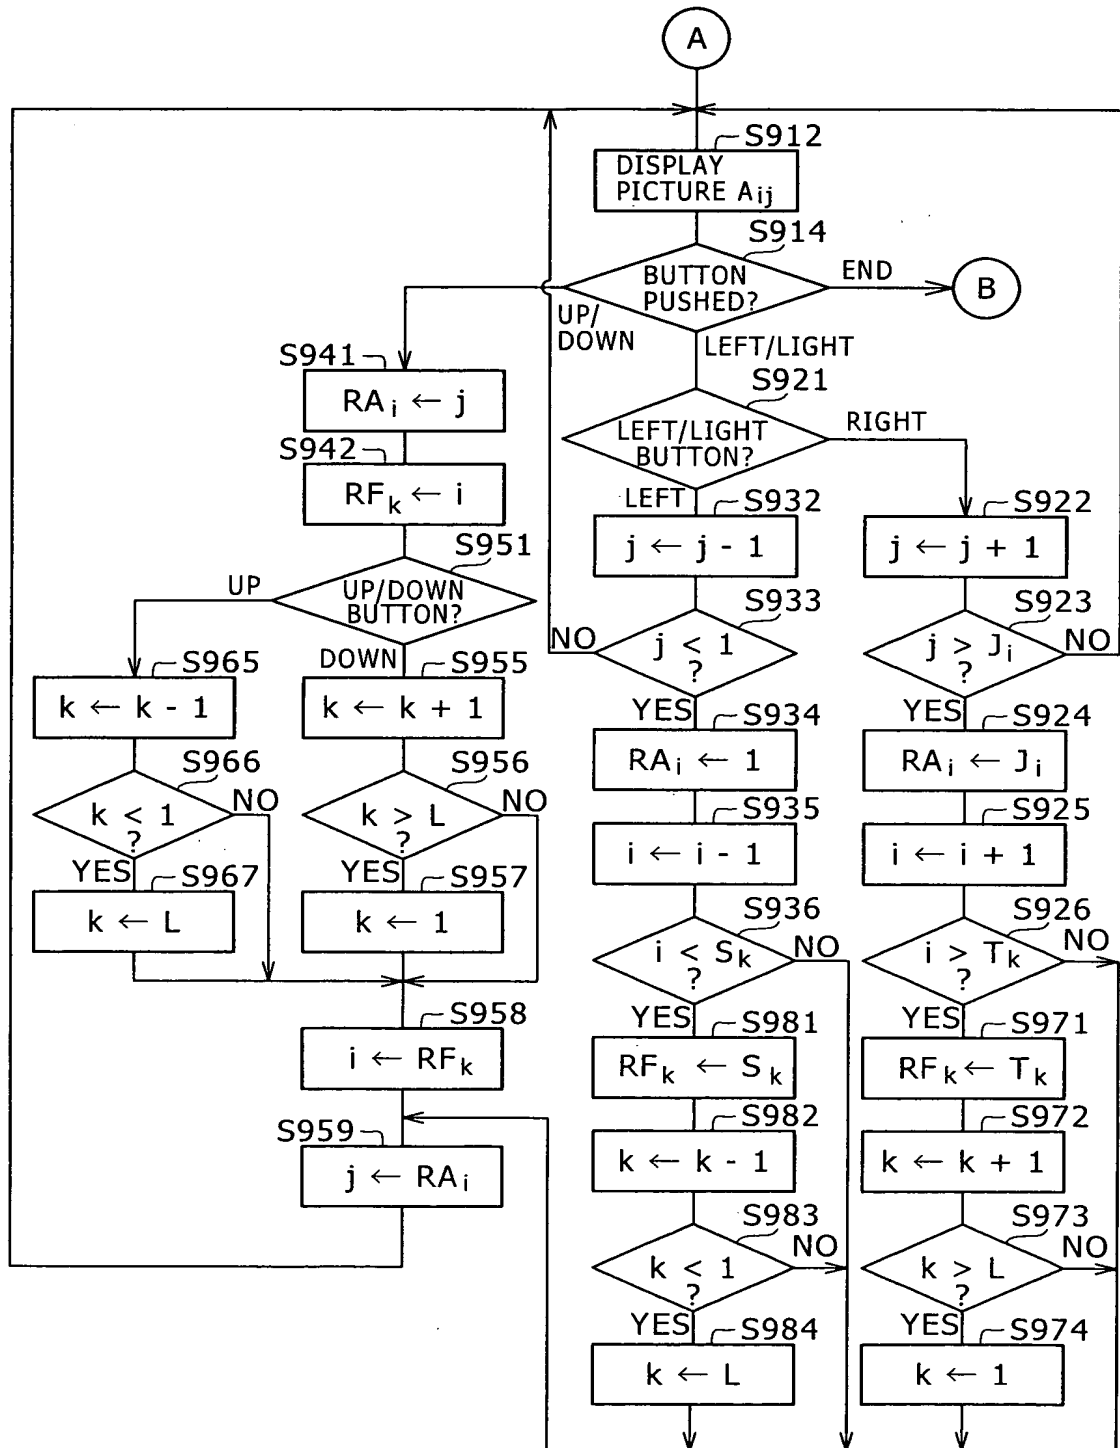 A
S912
DISPLAY
PICTURE Aij
S914
BUTTON
PUSHED?
END
B
UP/
DOWN
LEFT/LIGHT
S941
RAi ← j
S942
RFk ← i
S951
UP/DOWN
BUTTON?
UP
DOWN
S965
k ← k - 1
S966
k < 1
?
NO
YES
S967
k ← L
S955
k ← k + 1
S956
k > L
?
NO
YES
S957
k ← 1
S958
i ← RFk
S959
j ← RAi
S921
LEFT/LIGHT
BUTTON?
RIGHT
LEFT
S932
j ← j - 1
S933
j < 1
?
NO
YES
S934
RAi ← 1
S935
i ← i - 1
S936
i < Sk
?
NO
YES
S981
RFk ← Sk
S982
k ← k - 1
S983
k < 1
?
NO
YES
S984
k ← L
S922
j ← j + 1
S923
j > Ji
?
NO
YES
S924
RAi ← Ji
S925
i ← i + 1
S926
i > Tk
?
NO
YES
S971
RFk ← Tk
S972
k ← k + 1
S973
k > L
?
NO
YES
S974
k ← 1